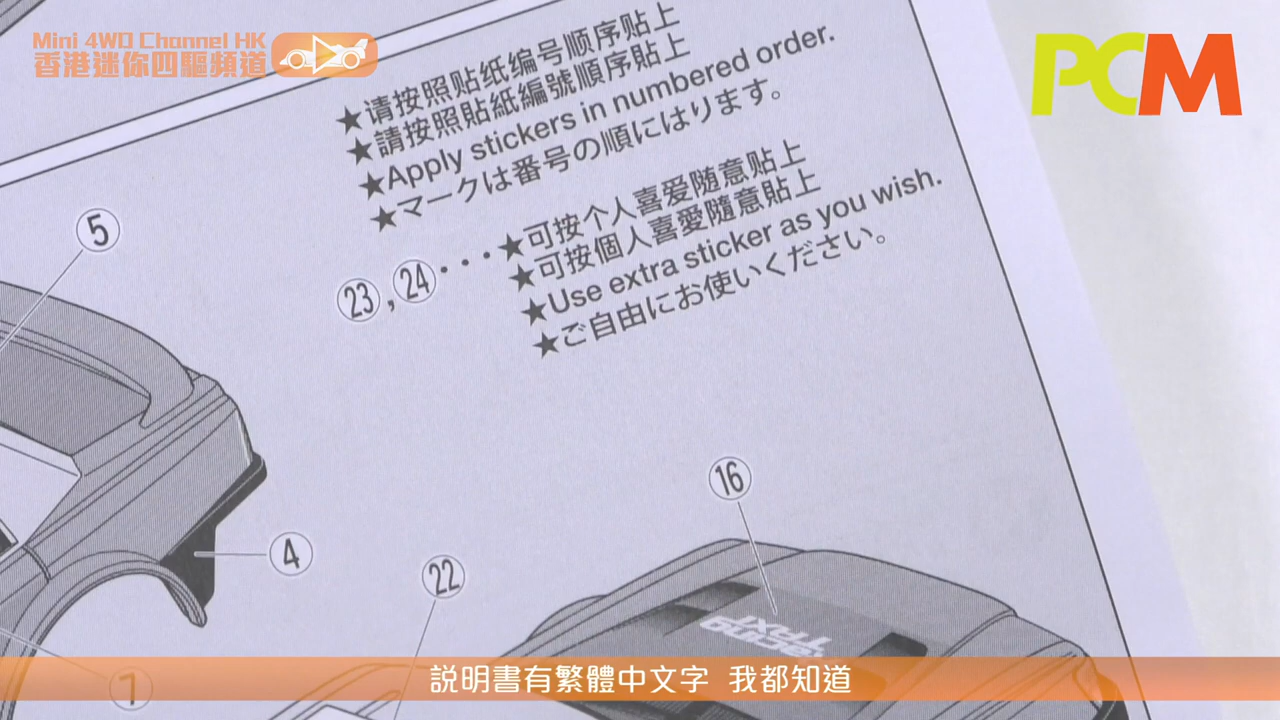 Mini 4WD Channel HK
香港迷你四驅頻道
PCM
★请按照贴纸编号顺序贴上
★請按照貼紙編號順序貼上
★Apply stickers in numbered order.
★マークは番号の順にはります。
23,24···★可按个人喜爱随意贴上
★可按個人喜愛隨意貼上
★Use extra sticker as you wish.
★ご自由にお使いください。
5
16
4
22
1
説明書有繁體中文字 我都知道